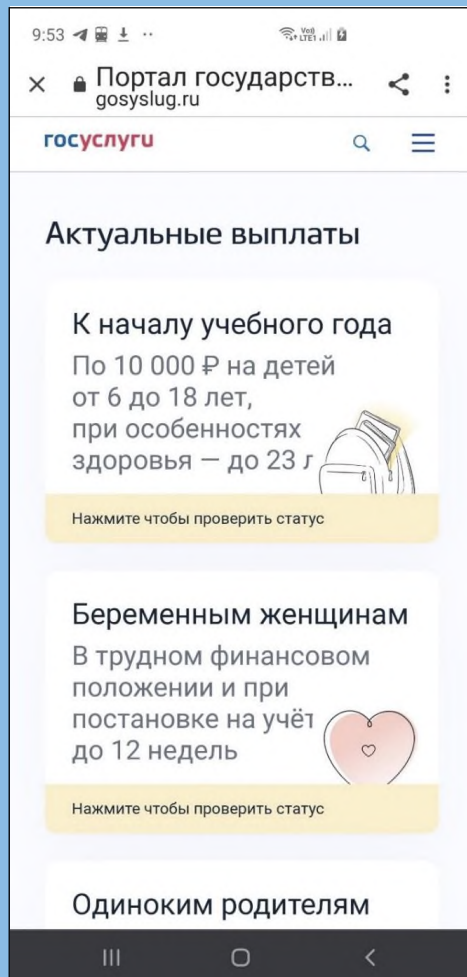 9:53
Vo))
LTE1
Портал государств...
gosyslug.ru
госуслуги
Актуальные выплаты
К началу учебного года
По 10 000 ₽ на детей
от 6 до 18 лет,
при особенностях
здоровья — до 23
Нажмите чтобы проверить статус
Беременным женщинам
В трудном финансовом
положении и при
постановке на учёт
до 12 недель
Нажмите чтобы проверить статус
Одиноким родителям